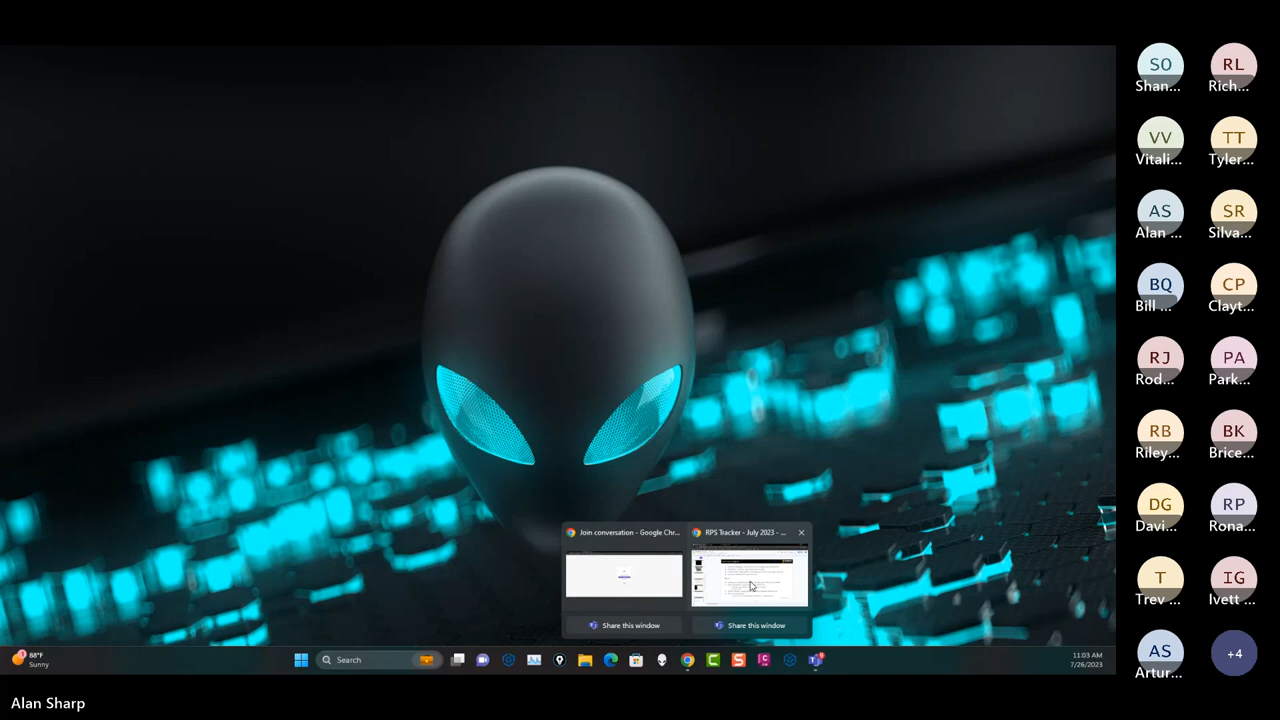 SO
RL
Shan...
Rich...
VV
TT
Vitali...
Tyler...
AS
SR
Alan ...
Silva...
BQ
CP
Bill ...
Clayt...
RJ
PA
Rod...
Park...
RB
BK
Riley...
Brice...
DG
RP
Davi...
Rona...
T
IG
Trev ...
Ivett ...
AS
+4
Artur...
Join conversation - Google Chr...
RPS Tracker - July 2023 - ...
Share this window
Share this window
1
88°F
Sunny
Search
11:03 AM
7/26/2023
Alan Sharp